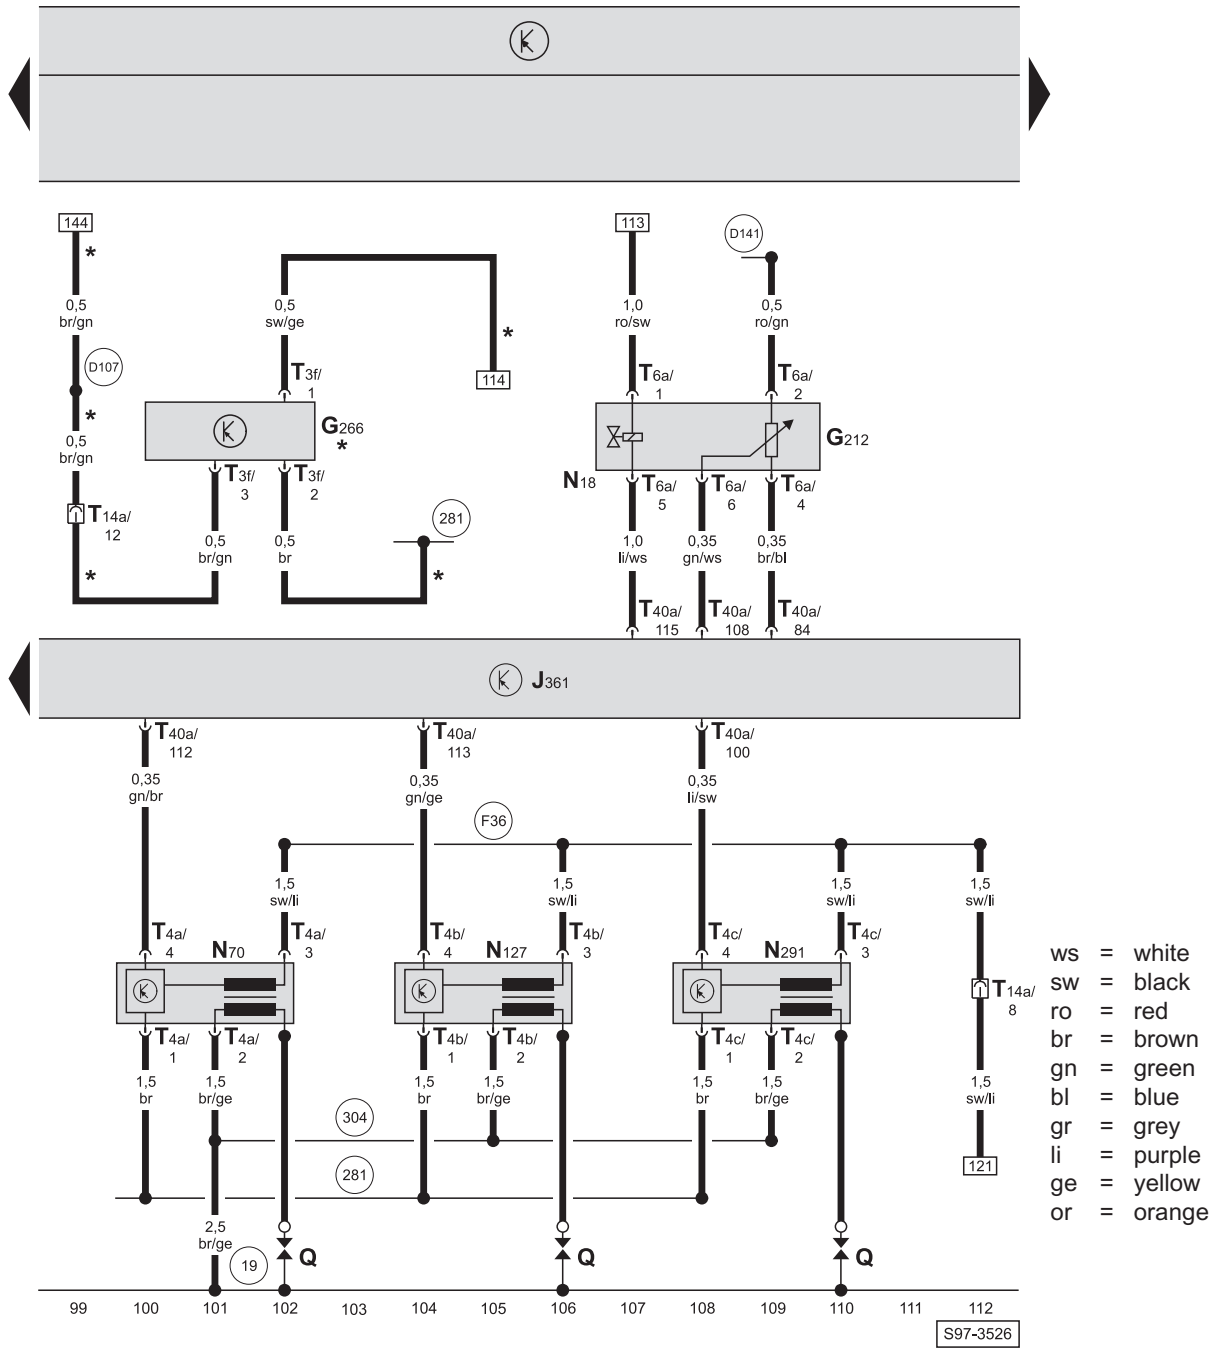 144
113
D141
*
0,5
br/gn
0,5
sw/ge
1,0
ro/sw
0,5
ro/gn
*
D107
T3f/
1
114
T6a/
1
T6a/
2
*
0,5
br/gn
G266
*
G212
T3f/
3
T3f/
2
N18
T6a/
5
T6a/
6
T6a/
4
T14a/
12
281
0,5
br/gn
0,5
br
1,0
li/ws
0,35
gn/ws
0,35
br/bl
*
*
T40a/
115
T40a/
108
T40a/
84
J361
T40a/
112
T40a/
113
T40a/
100
0,35
gn/br
0,35
gn/ge
0,35
li/sw
F36
1,5
sw/li
1,5
sw/li
1,5
sw/li
1,5
sw/li
T4a/
4
N70
T4a/
3
T4b/
4
N127
T4b/
3
T4c/
4
N291
T4c/
3
T14a/
8
T4a/
1
T4a/
2
T4b/
1
T4b/
2
T4c/
1
T4c/
2
1,5
br
1,5
br/ge
1,5
br
1,5
br/ge
1,5
br
1,5
br/ge
1,5
sw/li
304
281
121
2,5
br/ge
19
Q
Q
Q
99 100 101 102 103 104 105 106 107 108 109 110 111 112
S97-3526
ws = white
sw = black
ro = red
br = brown
gn = green
bl = blue
gr = grey
li = purple
ge = yellow
or = orange